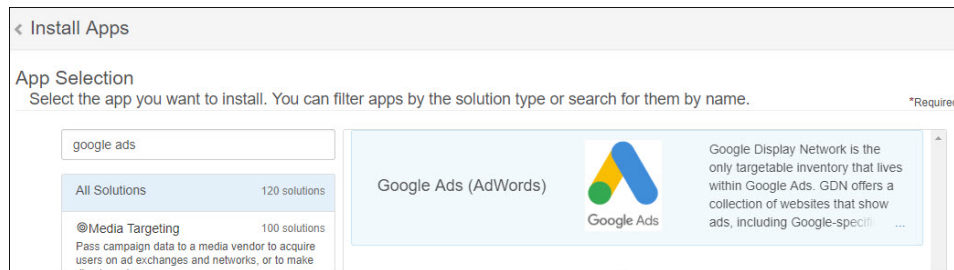 Install Apps
App Selection
Select the app you want to install. You can filter apps by the solution type or search for them by name.
*Required
google ads
All Solutions 120 solutions
@Media Targeting 100 solutions
Pass campaign data to a media vendor to acquire
users on ad exchanges and networks, or to make
Google Ads (AdWords)
Google Ads
Google Display Network is the
only targetable inventory that lives
within Google Ads. GDN offers a
collection of websites that show
ads, including Google-specifi ...